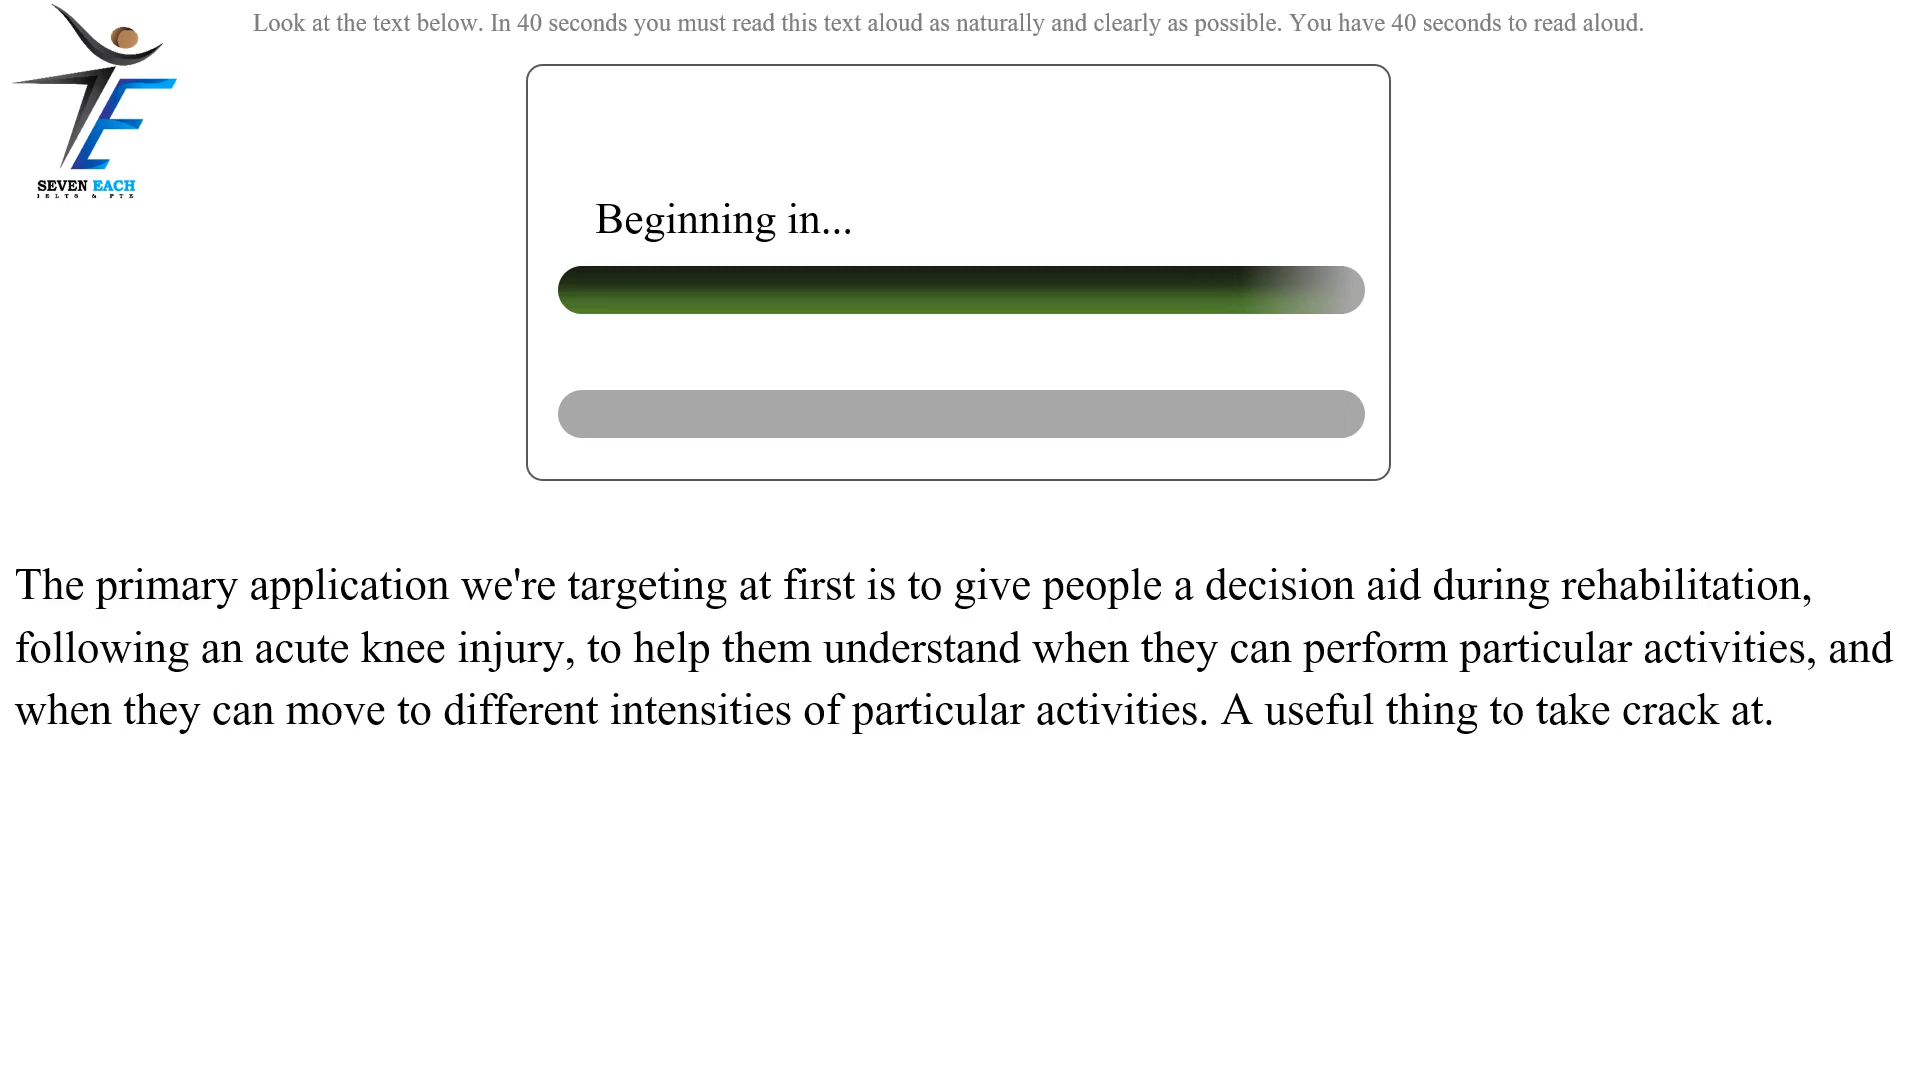 Look at the text below. In 40 seconds you must read this text aloud as naturally and clearly as possible. You have 40 seconds to read aloud.
SEVEN EACH
IELTS & PTE
Beginning in...
The primary application we're targeting at first is to give people a decision aid during rehabilitation,
following an acute knee injury, to help them understand when they can perform particular activities, and
when they can move to different intensities of particular activities. A useful thing to take crack at.